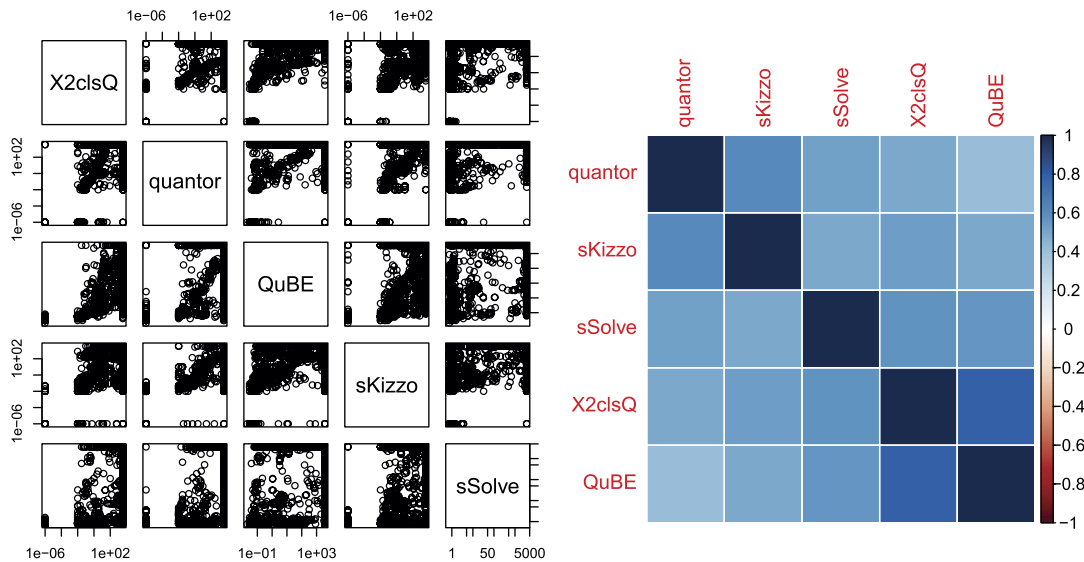 1e−06 1e+02 1e−06 1e+02
X2clsQ
quantor
QuBE
sKizzo
sSolve
1e−06 1e+02
1e−06 1e+02
1e−06 1e+02 1e−01 1e+03 1 50 5000
quantor sKizzo sSolve X2clsQ QuBE
quantor
sKizzo
sSolve
X2clsQ
QuBE
1
0.8
0.6
0.4
0.2
0
−0.2
−0.4
−0.6
−0.8
−1